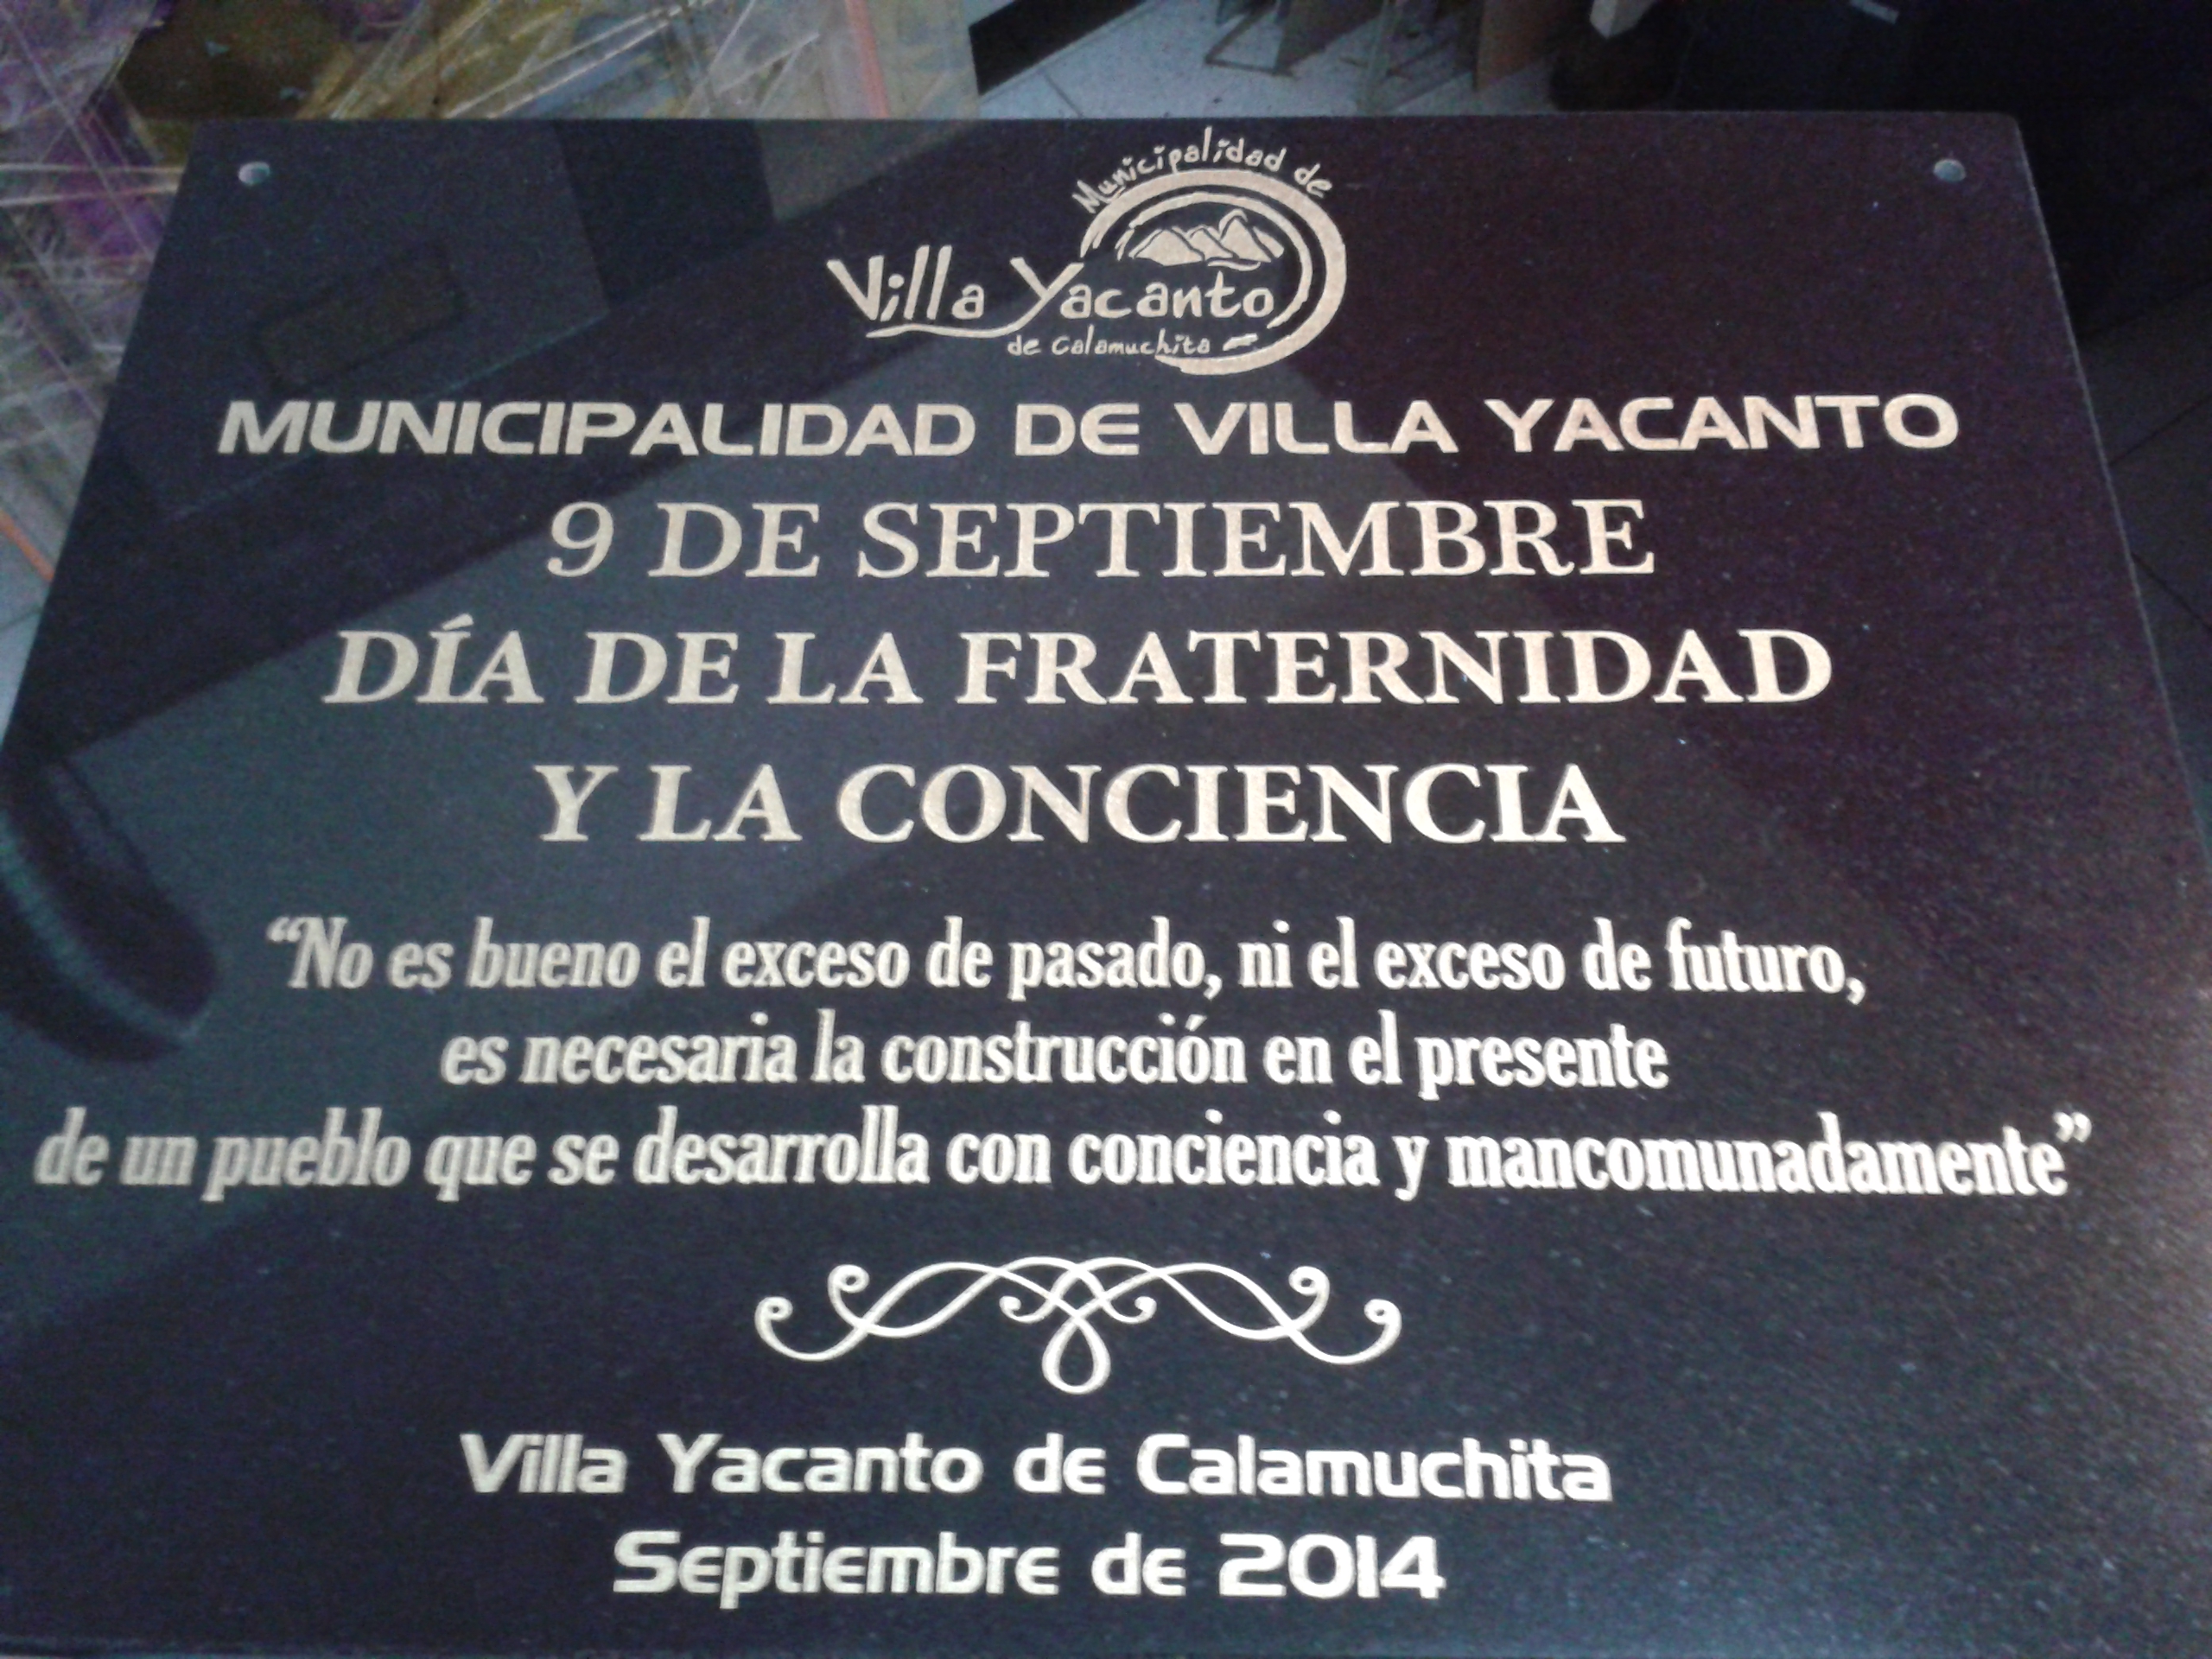 Municipalidad de
Villa Yacanto
de Calamuchita
MUNICIPALIDAD DE VILLA YACANTO
9 DE SEPTIEMBRE
DÍA DE LA FRATERNIDAD
Y LA CONCIENCIA
“No es bueno el exceso de pasado, ni el exceso de futuro,
es necesaria la construcción en el presente
de un pueblo que se desarrolla con conciencia y mancomunadamente”
Villa Yacanto de Calamuchita
Septiembre de 2014